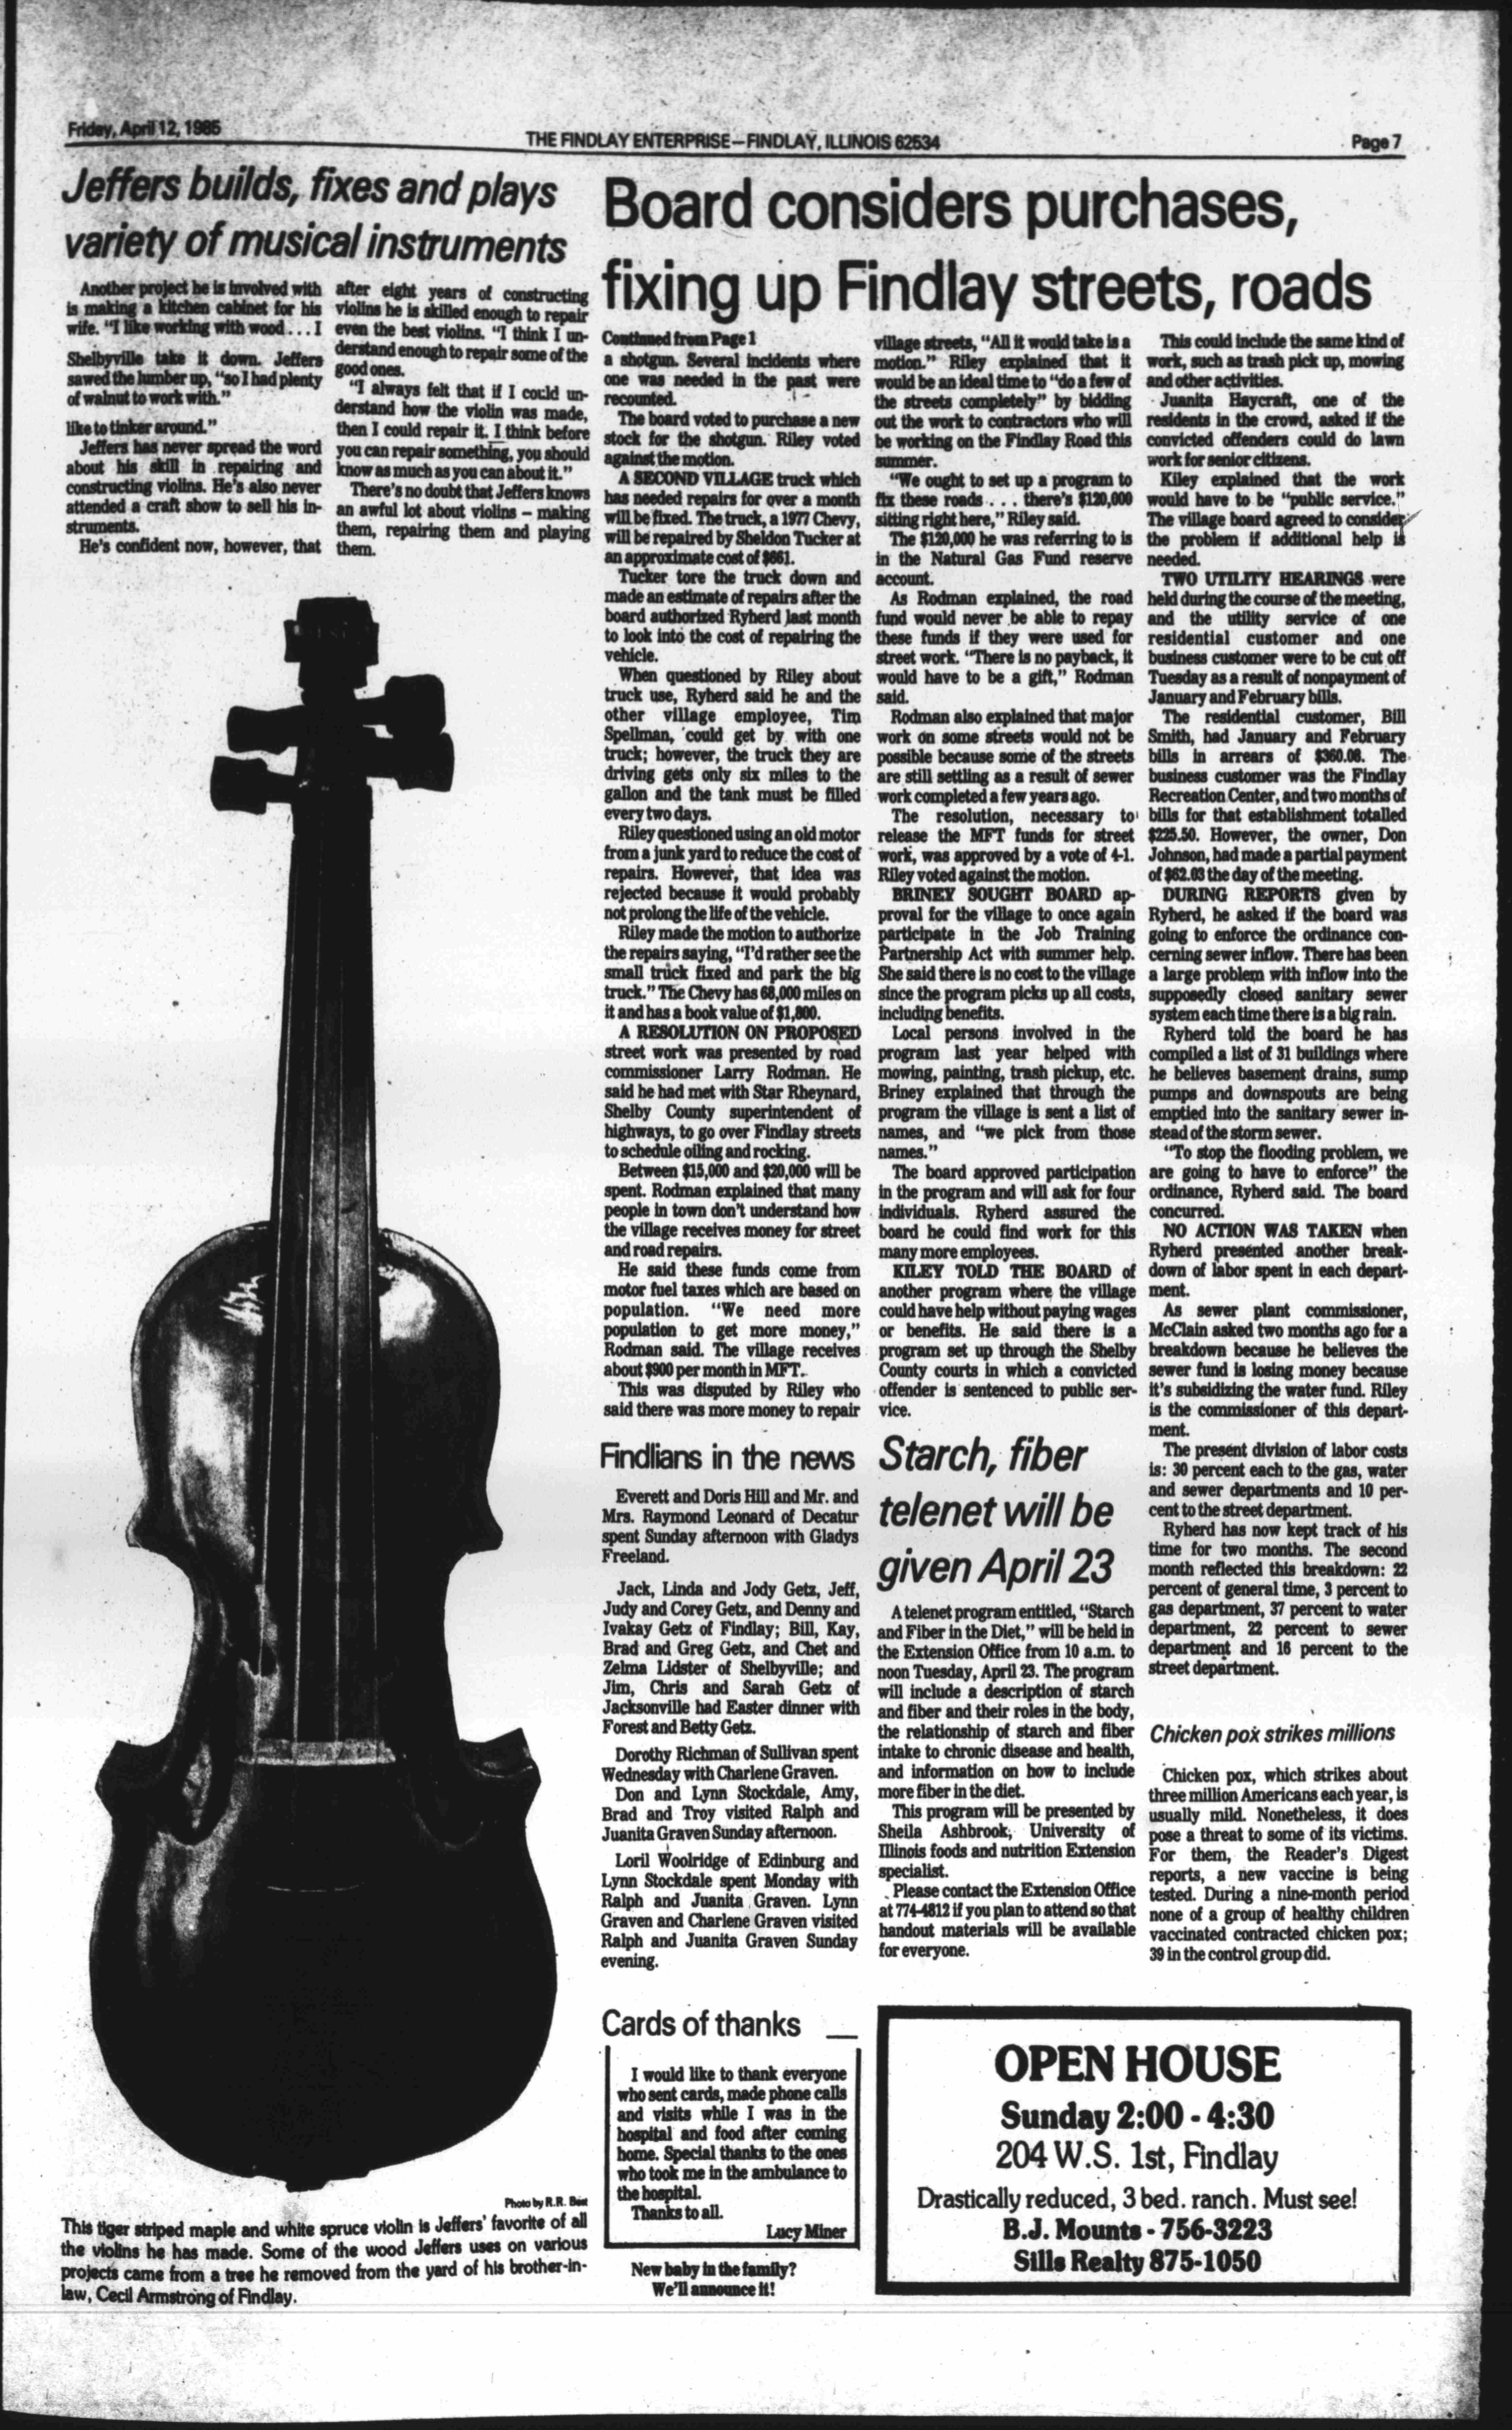 Friday, April 12, 1985
THE FINDLAY ENTERPRISE—FINDLAY, ILLINOIS 62534
Page 7
Jeffers builds, fixes and plays
variety of musical instruments
Another project he is involved with
is making a kitchen cabinet for his
wife. "I like working with wood . . . I
Shelbyville take it down. Jeffers
sawed the lumber up, "so I had plenty
of walnut to work with."
like to tinker around."
Jeffers has never spread the word
about his skill in repairing and
constructing violins. He's also never
attended a craft show to sell his in-
struments.
He's confident now, however, that
after eight years of constructing
violins he is skilled enough to repair
even the best violins. "I think I un-
derstand enough to repair some of the
good ones.
"I always felt that if I could un-
derstand how the violin was made,
then I could repair it. I think before
you can repair something, you should
know as much as you can about it."
There's no doubt that Jeffers knows
an awful lot about violins — making
them, repairing them and playing
them.
Photo by R.R. Best
This tiger striped maple and white spruce violin is Jeffers' favorite of all
the violins he has made. Some of the wood Jeffers uses on various
projects came from a tree he removed from the yard of his brother-in-
law, Cecil Armstrong of Findlay.
Board considers purchases,
fixing up Findlay streets, roads
Continued from Page 1
a shotgun. Several incidents where
one was needed in the past were
recounted.
The board voted to purchase a new
stock for the shotgun. Riley voted
against the motion.
A SECOND VILLAGE truck which
has needed repairs for over a month
will be fixed. The truck, a 1977 Chevy,
will be repaired by Sheldon Tucker at
an approximate cost of $661.
Tucker tore the truck down and
made an estimate of repairs after the
board authorized Ryherd last month
to look into the cost of repairing the
vehicle.
When questioned by Riley about
truck use, Ryherd said he and the
other village employee, Tim
Spellman, could get by with one
truck; however, the truck they are
driving gets only six miles to the
gallon and the tank must be filled
every two days.
Riley questioned using an old motor
from a junk yard to reduce the cost of
repairs. However, that idea was
rejected because it would probably
not prolong the life of the vehicle.
Riley made the motion to authorize
the repairs saying, "I'd rather see the
small truck fixed and park the big
truck." The Chevy has 68,000 miles on
it and has a book value of $1,800.
A RESOLUTION ON PROPOSED
street work was presented by road
commissioner Larry Rodman. He
said he had met with Star Rheynard,
Shelby County superintendent of
highways, to go over Findlay streets
to schedule oiling and rocking.
Between $15,000 and $20,000 will be
spent. Rodman explained that many
people in town don't understand how
the village receives money for street
and road repairs.
He said these funds come from
motor fuel taxes which are based on
population. "We need more
population to get more money,"
Rodman said. The village receives
about $900 per month in MFT.
This was disputed by Riley who
said there was more money to repair
village streets, "All it would take is a
motion." Riley explained that it
would be an ideal time to "do a few of
the streets completely" by bidding
out the work to contractors who will
be working on the Findlay Road this
summer.
"We ought to set up a program to
fix these roads . . . there's $120,000
sitting right here," Riley said.
The $120,000 he was referring to is
in the Natural Gas Fund reserve
account.
As Rodman explained, the road
fund would never be able to repay
these funds if they were used for
street work. "There is no payback, it
would have to be a gift," Rodman
said.
Rodman also explained that major
work on some streets would not be
possible because some of the streets
are still settling as a result of sewer
work completed a few years ago.
The resolution, necessary to
release the MFT funds for street
work, was approved by a vote of 4-1.
Riley voted against the motion.
BRINEY SOUGHT BOARD ap-
proval for the village to once again
participate in the Job Training
Partnership Act with summer help.
She said there is no cost to the village
since the program picks up all costs,
including benefits.
Local persons involved in the
program last year helped with
mowing, painting, trash pickup, etc.
Briney explained that through the
program the village is sent a list of
names, and "we pick from those
names."
The board approved participation
in the program and will ask for four
individuals. Ryherd assured the
board he could find work for this
many more employees.
KILEY TOLD THE BOARD of
another program where the village
could have help without paying wages
or benefits. He said there is a
program set up through the Shelby
County courts in which a convicted
offender is sentenced to public ser-
vice.
This could include the same kind of
work, such as trash pick up, mowing
and other activities.
Juanita Haycraft, one of the
residents in the crowd, asked if the
convicted offenders could do lawn
work for senior citizens.
Kiley explained that the work
would have to be "public service."
The village board agreed to consider
the problem if additional help is
needed.
TWO UTILITY HEARINGS were
held during the course of the meeting,
and the utility service of one
residential customer and one
business customer were to be cut off
Tuesday as a result of nonpayment of
January and February bills.
The residential customer, Bill
Smith, had January and February
bills in arrears of $360.08. The
business customer was the Findlay
Recreation Center, and two months of
bills for that establishment totalled
$225.50. However, the owner, Don
Johnson, had made a partial payment
of $62.03 the day of the meeting.
DURING REPORTS given by
Ryherd, he asked if the board was
going to enforce the ordinance con-
cerning sewer inflow. There has been
a large problem with inflow into the
supposedly closed sanitary sewer
system each time there is a big rain.
Ryherd told the board he has
compiled a list of 31 buildings where
he believes basement drains, sump
pumps and downspouts are being
emptied into the sanitary sewer in-
stead of the storm sewer.
"To stop the flooding problem, we
are going to have to enforce" the
ordinance, Ryherd said. The board
concurred.
NO ACTION WAS TAKEN when
Ryherd presented another break-
down of labor spent in each depart-
ment.
As sewer plant commissioner,
McClain asked two months ago for a
breakdown because he believes the
sewer fund is losing money because
it's subsidizing the water fund. Riley
is the commissioner of this depart-
ment.
The present division of labor costs
is: 30 percent each to the gas, water
and sewer departments and 10 per-
cent to the street department.
Ryherd has now kept track of his
time for two months. The second
month reflected this breakdown: 22
percent of general time, 3 percent to
gas department, 37 percent to water
department, 22 percent to sewer
department and 16 percent to the
street department.
Findlians in the news
Everett and Doris Hill and Mr. and
Mrs. Raymond Leonard of Decatur
spent Sunday afternoon with Gladys
Freeland.
Jack, Linda and Jody Getz, Jeff,
Judy and Corey Getz, and Denny and
Ivakay Getz of Findlay; Bill, Kay,
Brad and Greg Getz, and Chet and
Zelma Lidster of Shelbyville; and
Jim, Chris and Sarah Getz of
Jacksonville had Easter dinner with
Forest and Betty Getz.
Dorothy Richman of Sullivan spent
Wednesday with Charlene Graven.
Don and Lynn Stockdale, Amy,
Brad and Troy visited Ralph and
Juanita Graven Sunday afternoon.
Loril Woolridge of Edinburg and
Lynn Stockdale spent Monday with
Ralph and Juanita Graven. Lynn
Graven and Charlene Graven visited
Ralph and Juanita Graven Sunday
evening.
Cards of thanks
I would like to thank everyone
who sent cards, made phone calls
and visits while I was in the
hospital and food after coming
home. Special thanks to the ones
who took me in the ambulance to
the hospital.
Thanks to all.
Lucy Miner
New baby in the family?
We'll announce it!
Starch, fiber
telenet will be
given April 23
A telenet program entitled, "Starch
and Fiber in the Diet," will be held in
the Extension Office from 10 a.m. to
noon Tuesday, April 23. The program
will include a description of starch
and fiber and their roles in the body,
the relationship of starch and fiber
intake to chronic disease and health,
and information on how to include
more fiber in the diet.
This program will be presented by
Sheila Ashbrook, University of
Illinois foods and nutrition Extension
specialist.
Please contact the Extension Office
at 774-4812 if you plan to attend so that
handout materials will be available
for everyone.
Chicken pox strikes millions
Chicken pox, which strikes about
three million Americans each year, is
usually mild. Nonetheless, it does
pose a threat to some of its victims.
For them, the Reader's Digest
reports, a new vaccine is being
tested. During a nine-month period
none of a group of healthy children
vaccinated contracted chicken pox;
39 in the control group did.
OPEN HOUSE
Sunday 2:00 - 4:30
204 W.S. 1st, Findlay
Drastically reduced, 3 bed. ranch. Must see!
B.J. Mounts - 756-3223
Sills Realty 875-1050